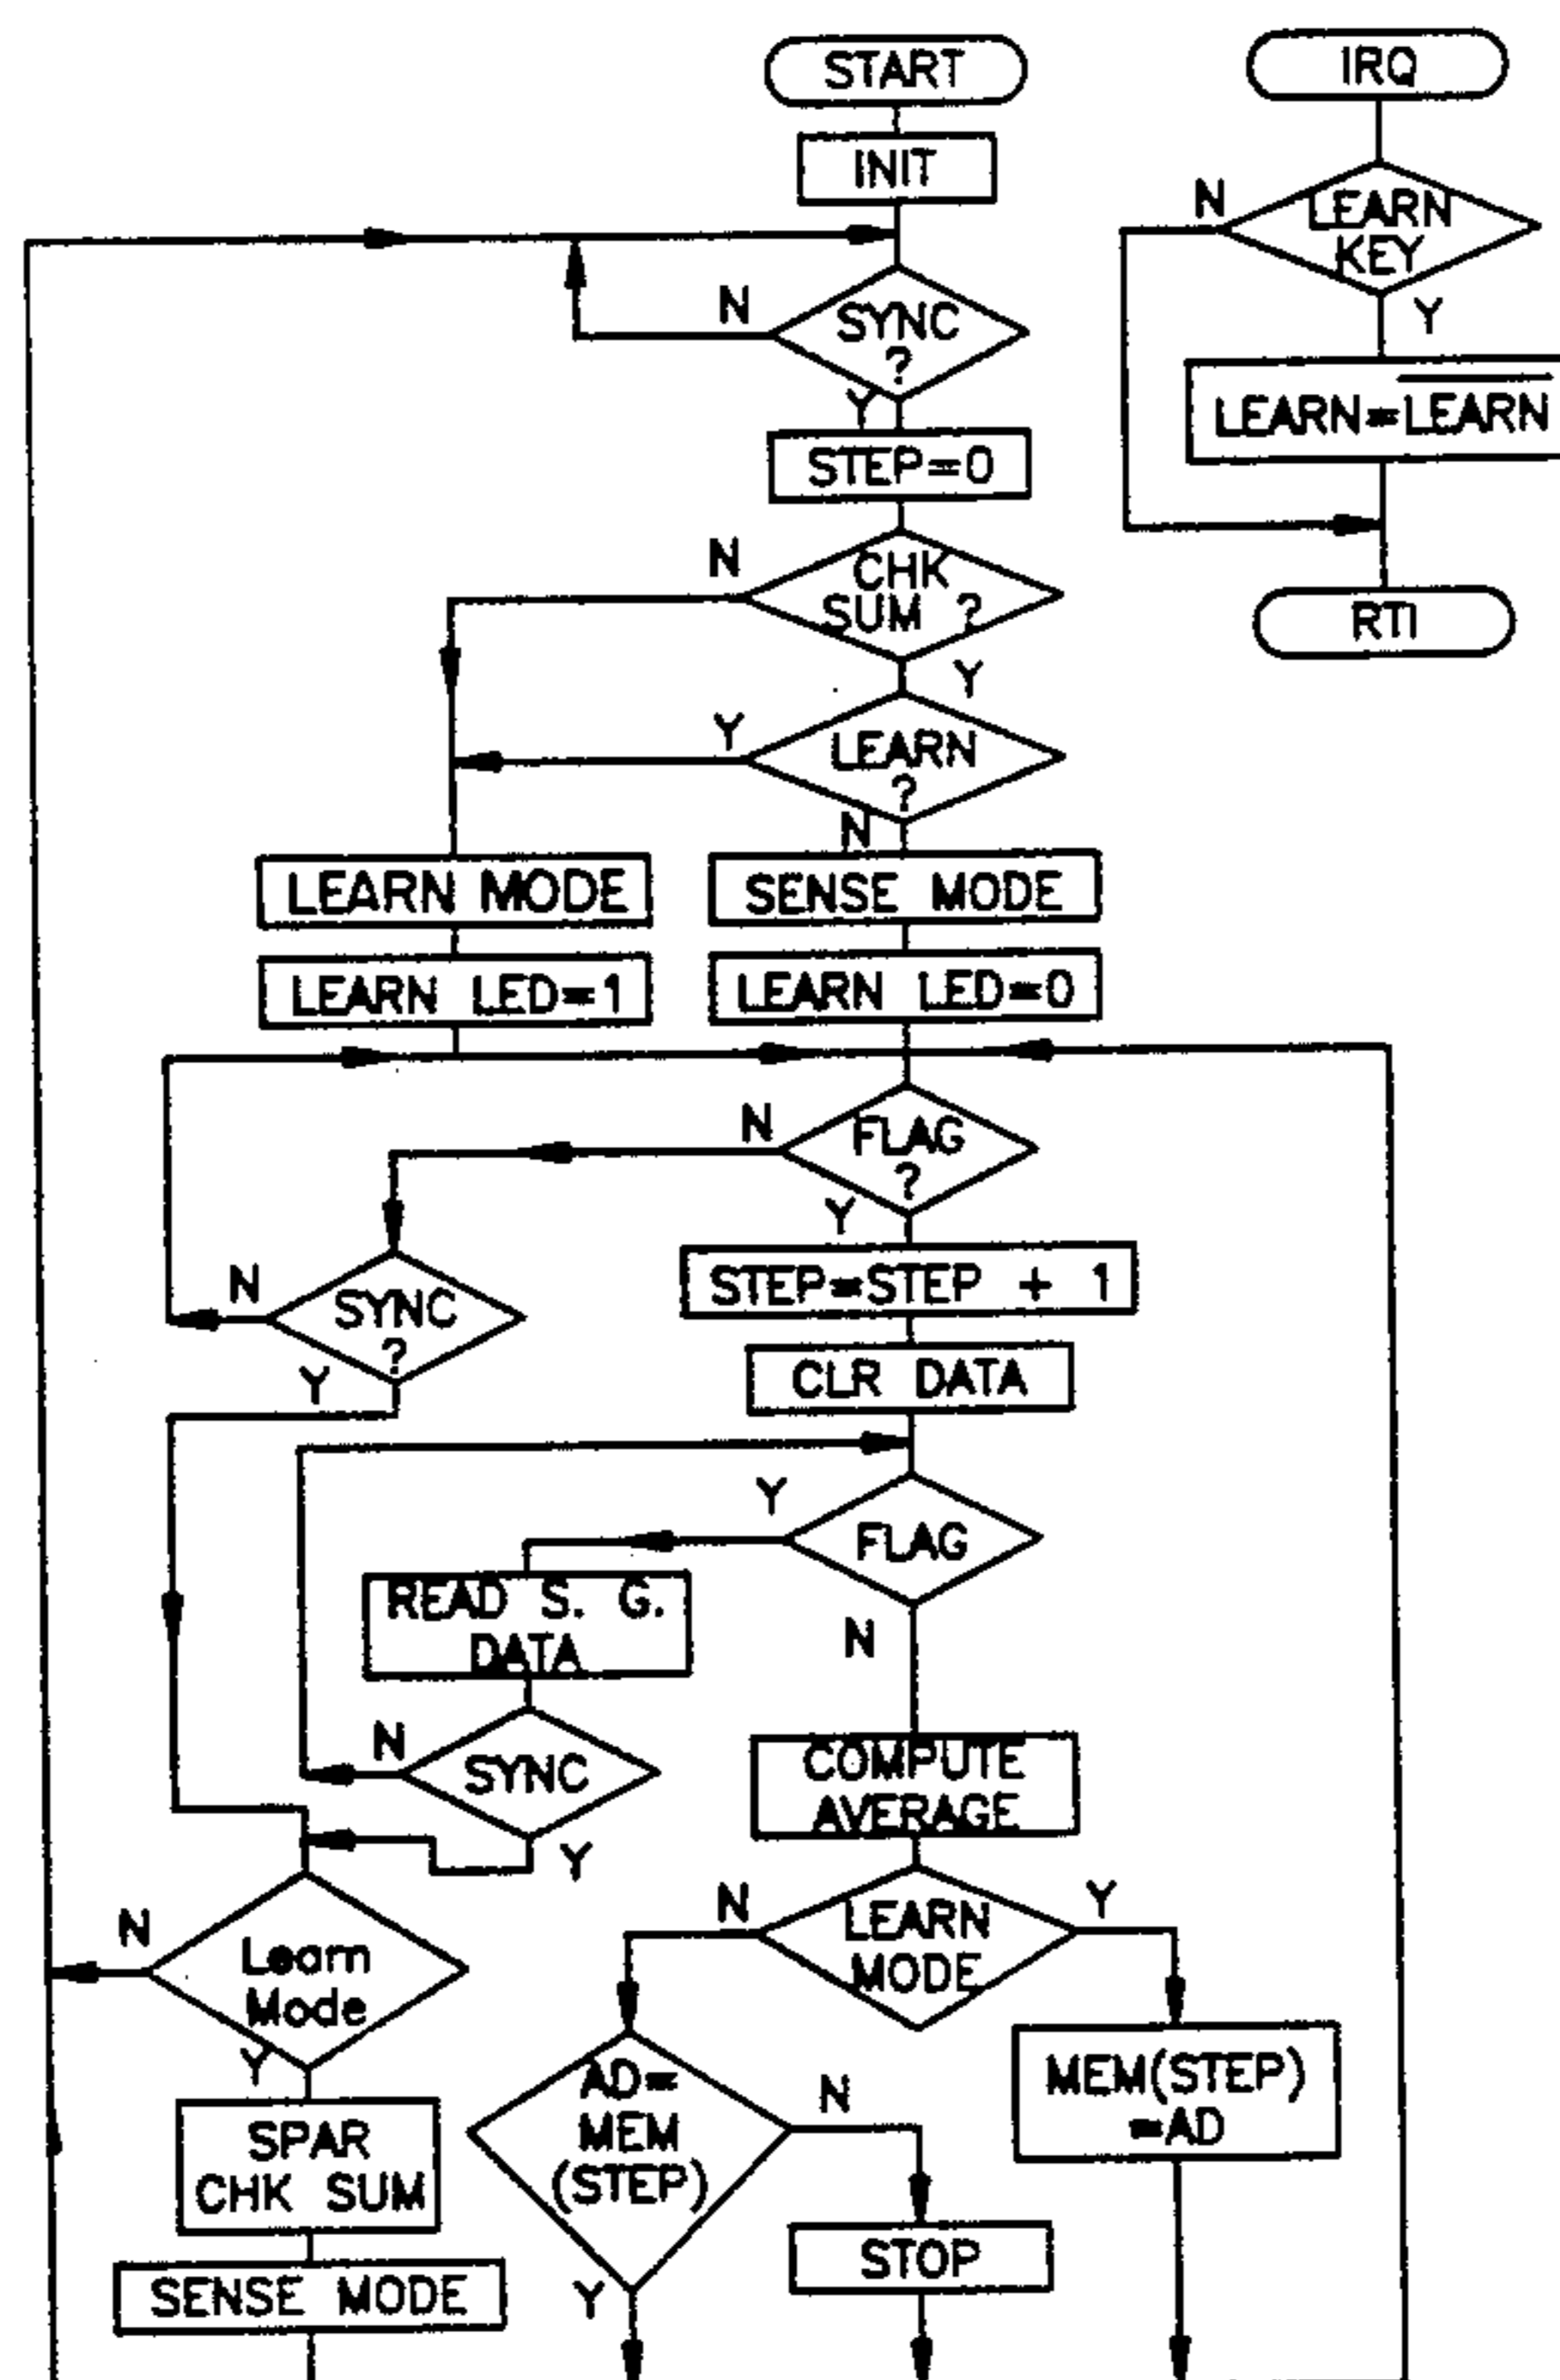 START
INIT
N
SYNC
?
Y
STEP=0
N
CHK
SUM ?
Y
Y
LEARN
?
N
LEARN MODE
SENSE MODE
LEARN LED=1
LEARN LED=0
N
FLAG
?
Y
N
SYNC
?
Y
STEP=STEP + 1
CLR DATA
Y
FLAG
N
READ S. G.
DATA
N
SYNC
Y
COMPUTE
AVERAGE
N
Learn
Mode
Y
N
LEARN
MODE
Y
SPAR
CHK SUM
SENSE MODE
AD=
MEM
(STEP)
N
Y
STOP
MEM(STEP)
=AD
IRQ
N
LEARN
KEY
Y
LEARN=L̅E̅A̅R̅N̅
RTI